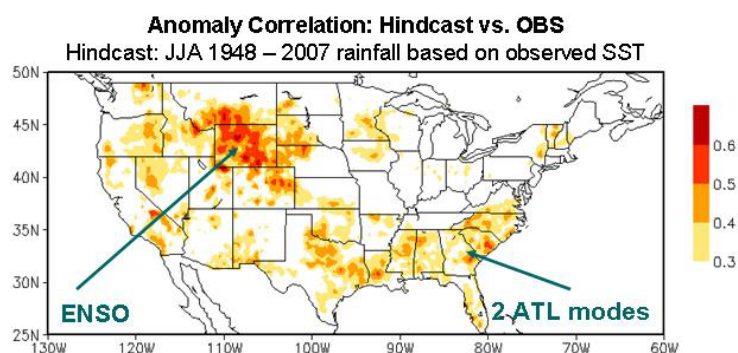 Anomaly Correlation: Hindcast vs. OBS
Hindcast: JJA 1948 – 2007 rainfall based on observed SST
50N
45N
40N
35N
30N
25N
130W 120W 110W 100W 90W 80W 70W 60W
ENSO
2 ATL modes
0.6
0.5
0.4
0.3